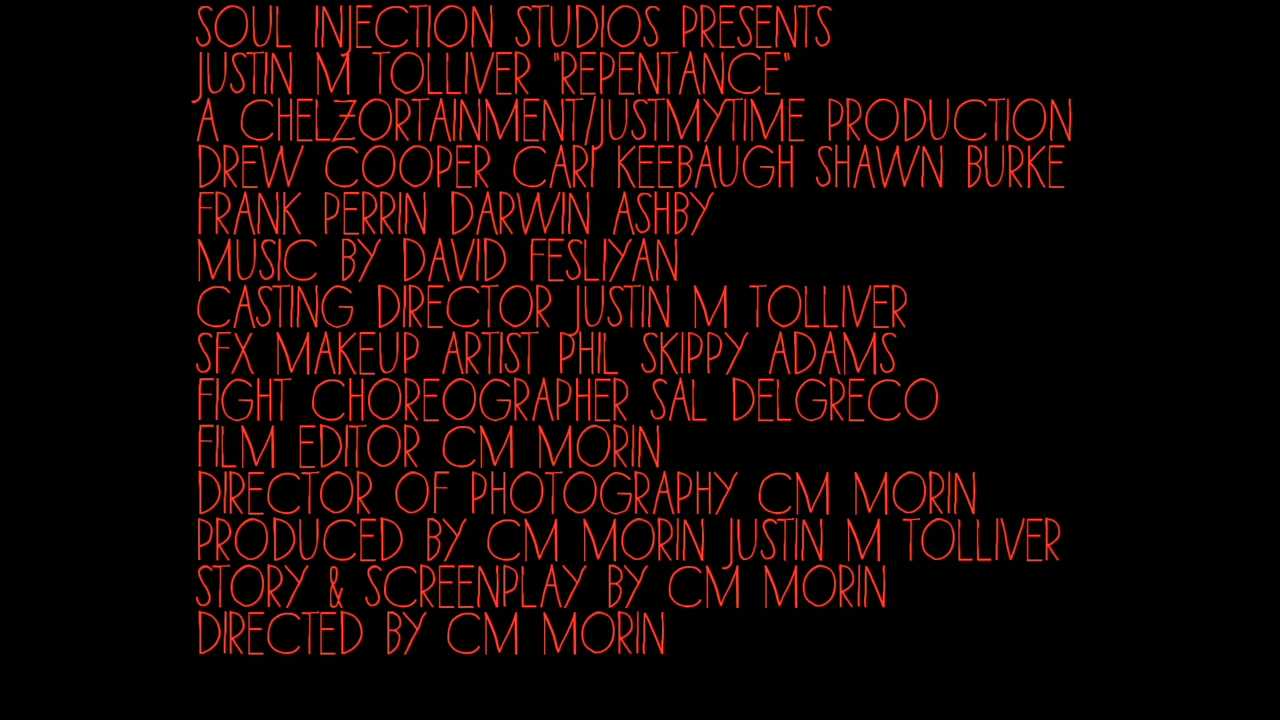 SOUL INJECTION STUDIOS PRESENTS
JUSTIN M TOLLIVER "REPENTANCE"
A CHELZORTAINMENT/JUSTMYTIME PRODUCTION
DREW COOPER CARI KEEBAUGH SHAWN BURKE
FRANK PERRIN DARWIN ASHBY
MUSIC BY DAVID FESLIYAN
CASTING DIRECTOR JUSTIN M TOLLIVER
SFX MAKEUP ARTIST PHIL SKIPPY ADAMS
FIGHT CHOREOGRAPHER SAL DELGRECO
FILM EDITOR CM MORIN
DIRECTOR OF PHOTOGRAPHY CM MORIN
PRODUCED BY CM MORIN JUSTIN M TOLLIVER
STORY & SCREENPLAY BY CM MORIN
DIRECTED BY CM MORIN